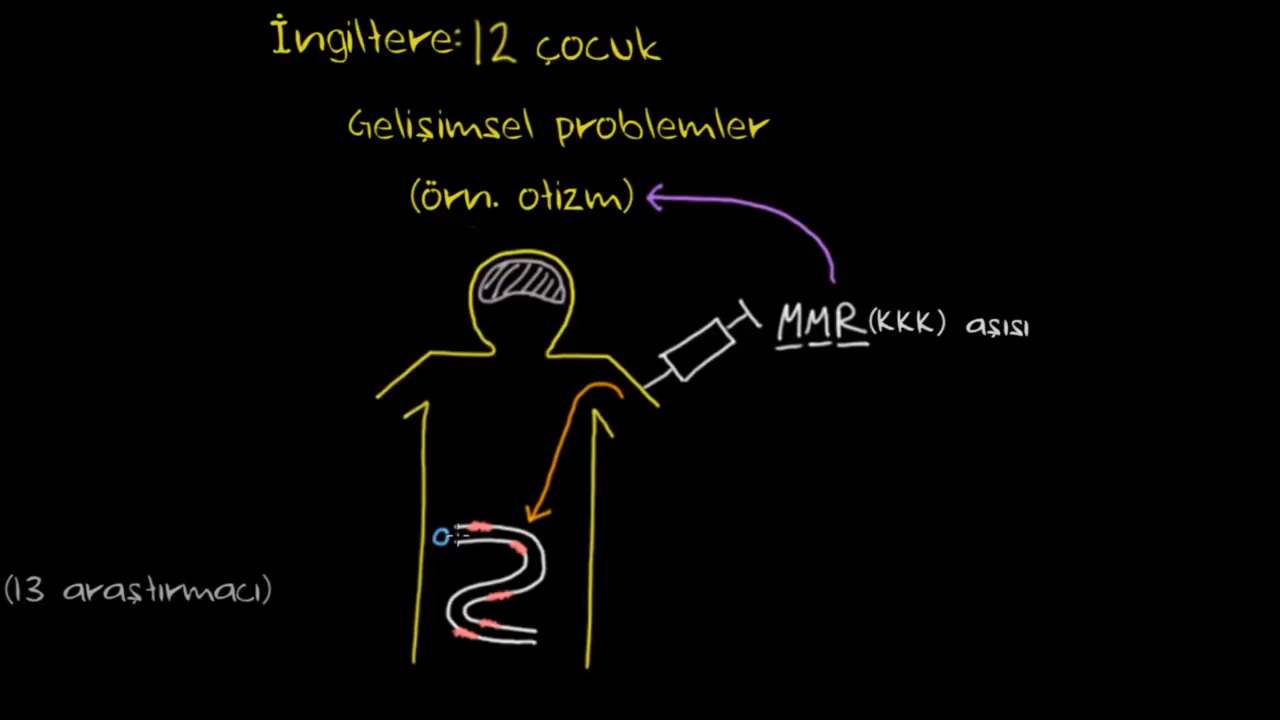 İngiltere: 12 çocuk
Gelişimsel problemler
(örn. otizm)
MMR (KKK) aşısı
(13 araştırmacı)